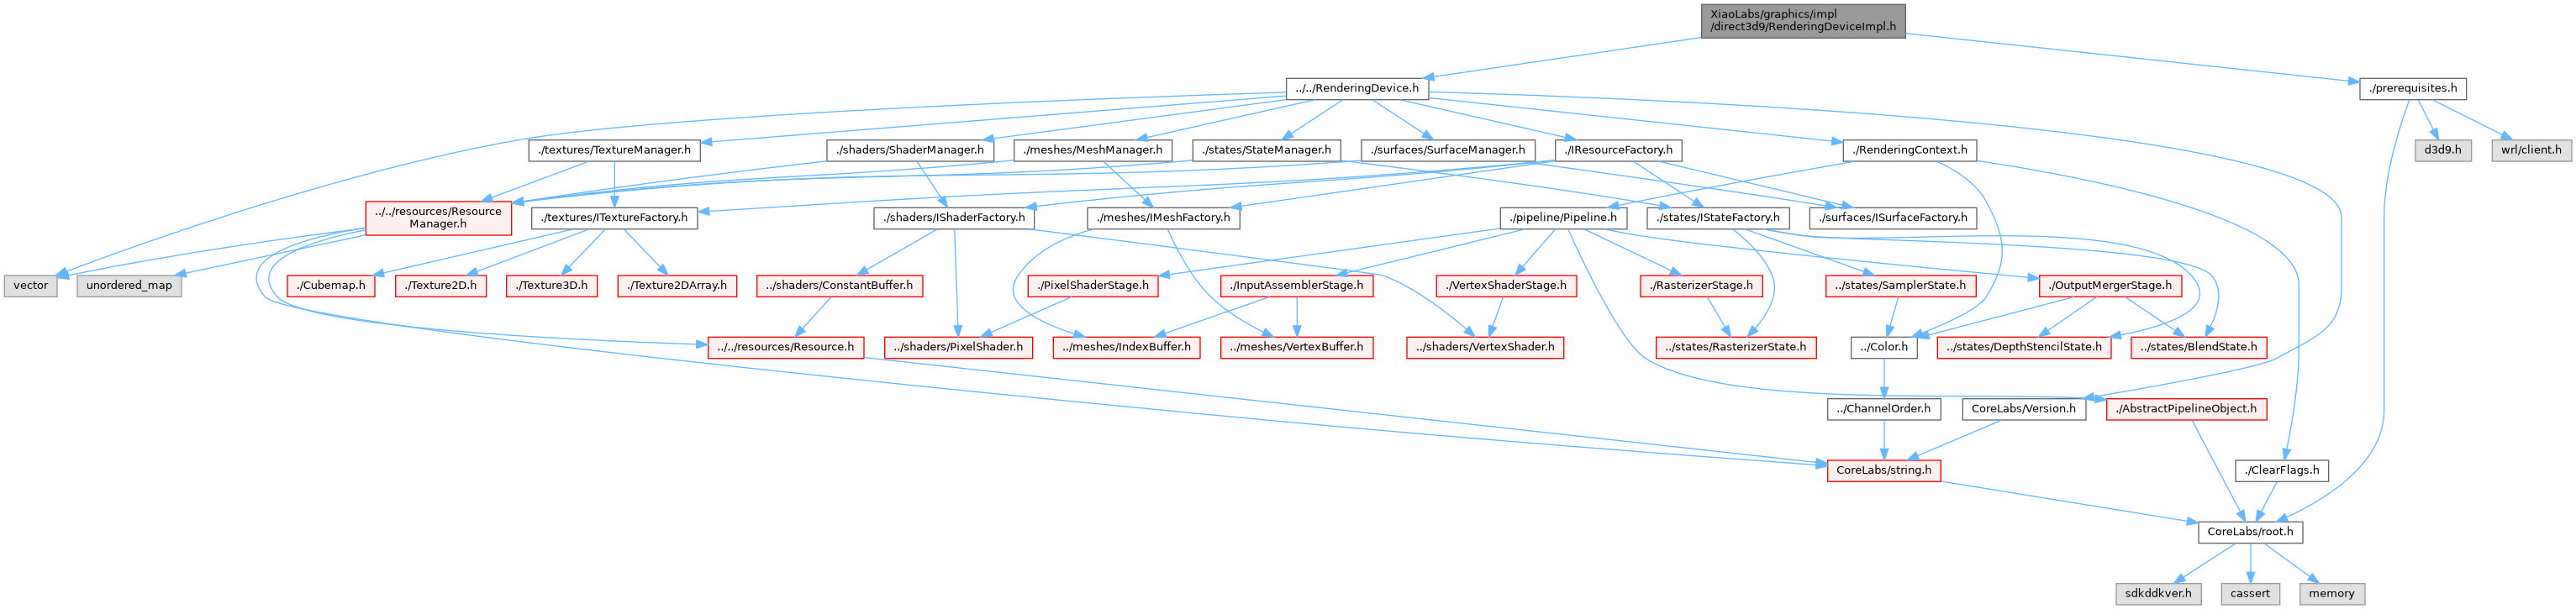 XiaoLabs/graphics/impl
/direct3d9/RenderingDeviceImpl.h
../../RenderingDevice.h
./prerequisites.h
./textures/TextureManager.h
./shaders/ShaderManager.h
./meshes/MeshManager.h
./states/StateManager.h
./surfaces/SurfaceManager.h
./IResourceFactory.h
./RenderingContext.h
d3d9.h
wrl/client.h
../../resources/Resource
Manager.h
./textures/ITextureFactory.h
./shaders/IShaderFactory.h
./meshes/IMeshFactory.h
./pipeline/Pipeline.h
./states/IStateFactory.h
./surfaces/ISurfaceFactory.h
vector
unordered_map
./Cubemap.h
./Texture2D.h
./Texture3D.h
./Texture2DArray.h
../shaders/ConstantBuffer.h
./PixelShaderStage.h
./InputAssemblerStage.h
./VertexShaderStage.h
./RasterizerStage.h
../states/SamplerState.h
./OutputMergerStage.h
../../resources/Resource.h
../shaders/PixelShader.h
../meshes/IndexBuffer.h
../meshes/VertexBuffer.h
../shaders/VertexShader.h
../states/RasterizerState.h
../Color.h
../states/DepthStencilState.h
../states/BlendState.h
../ChannelOrder.h
CoreLabs/Version.h
./AbstractPipelineObject.h
CoreLabs/string.h
./ClearFlags.h
CoreLabs/root.h
sdkddkver.h
cassert
memory